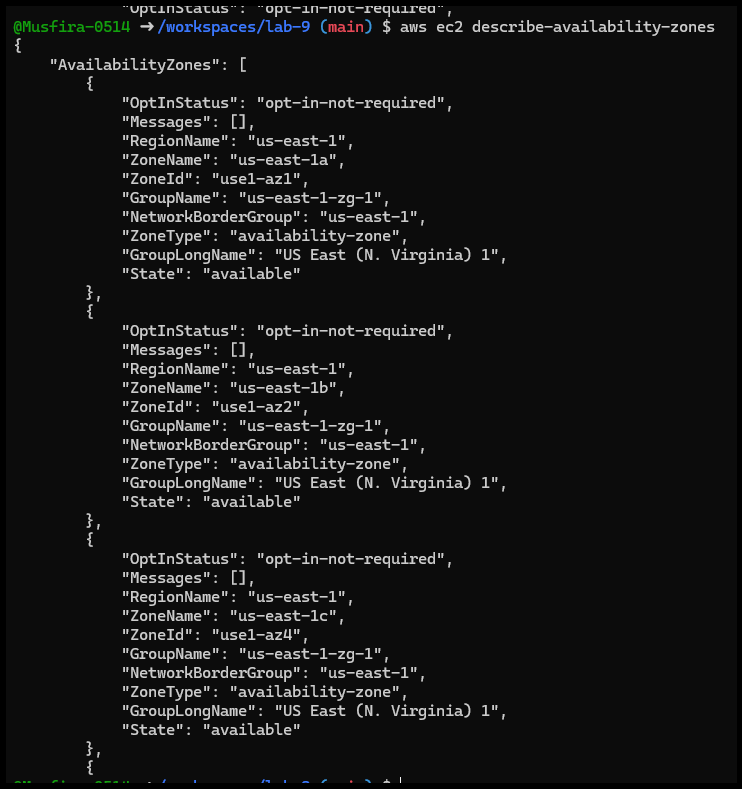 "OptInStatus": "opt-in-not-required",
@Musfira-0514 ➜ /workspaces/lab-9 (main) $ aws ec2 describe-availability-zones
{
    "AvailabilityZones": [
        {
            "OptInStatus": "opt-in-not-required",
            "Messages": [],
            "RegionName": "us-east-1",
            "ZoneName": "us-east-1a",
            "ZoneId": "use1-az1",
            "GroupName": "us-east-1-zg-1",
            "NetworkBorderGroup": "us-east-1",
            "ZoneType": "availability-zone",
            "GroupLongName": "US East (N. Virginia) 1",
            "State": "available"
        },
        {
            "OptInStatus": "opt-in-not-required",
            "Messages": [],
            "RegionName": "us-east-1",
            "ZoneName": "us-east-1b",
            "ZoneId": "use1-az2",
            "GroupName": "us-east-1-zg-1",
            "NetworkBorderGroup": "us-east-1",
            "ZoneType": "availability-zone",
            "GroupLongName": "US East (N. Virginia) 1",
            "State": "available"
        },
        {
            "OptInStatus": "opt-in-not-required",
            "Messages": [],
            "RegionName": "us-east-1",
            "ZoneName": "us-east-1c",
            "ZoneId": "use1-az4",
            "GroupName": "us-east-1-zg-1",
            "NetworkBorderGroup": "us-east-1",
            "ZoneType": "availability-zone",
            "GroupLongName": "US East (N. Virginia) 1",
            "State": "available"
        },
        {
@Musfira-0514 ➜ /workspaces/lab-9 (main) $